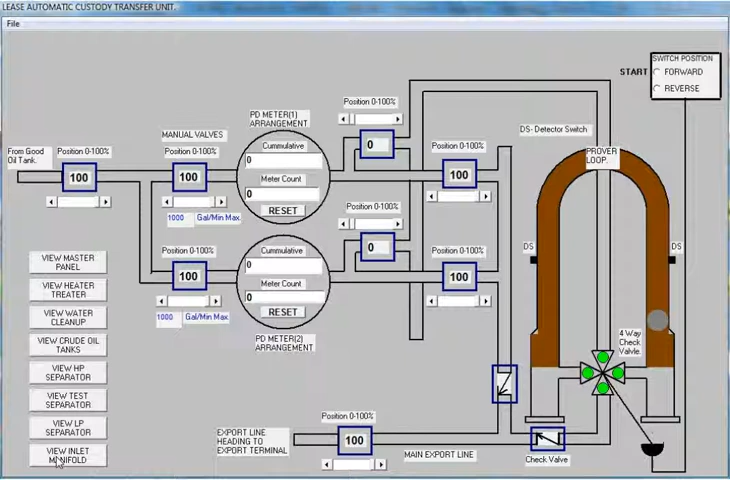 LEASE AUTOMATIC CUSTODY TRANSFER UNIT.
File
SWITCH POSITION
START
FORWARD
REVERSE
Position 0-100%
PD METER(1)
ARRANGEMENT
MANUAL VALVES
DS- Detector Switch
0
From Good
Oil Tank.
Position 0-100%
Position 0-100%
Cummulative
0
Position 0-100%
PROVER
LOOP.
100
100
Meter Count
0
100
RESET
1000
Gal/Min Max.
Position 0-100%
Position 0-100%
Cummulative
0
0
Position 0-100%
DS
DS
100
Meter Count
0
100
RESET
1000
Gal/Min Max.
PD METER(2)
ARRANGEMENT
4 Way
Check
Valvle.
VIEW MASTER
PANEL
VIEW HEATER
TREATER
VIEW WATER
CLEANUP
VIEW CRUDE OIL
TANKS
VIEW HP
SEPARATOR
VIEW TEST
SEPARATOR
VIEW LP
SEPARATOR
VIEW INLET
MANIFOLD
EXPORT LINE
HEADING TO
EXPORT TERMINAL
Position 0-100%
100
MAIN EXPORT LINE
Check Valve